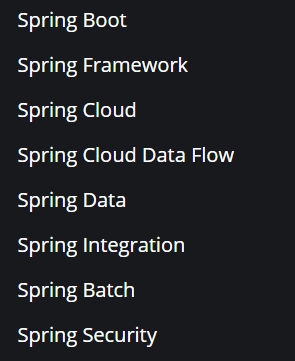 Spring Boot
Spring Framework
Spring Cloud
Spring Cloud Data Flow
Spring Data
Spring Integration
Spring Batch
Spring Security